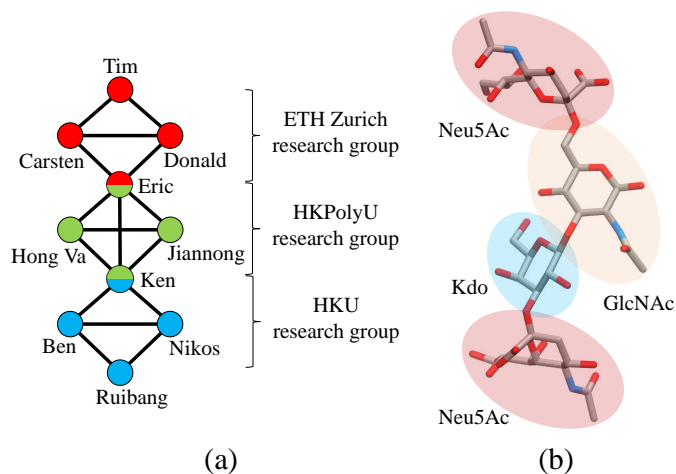 Tim
Carsten
Donald
Eric
Hong Va
Jiannong
Ken
Ben
Nikos
Ruibang
ETH Zurich
research group
HKPolyU
research group
HKU
research group
(a)
Neu5Ac
Kdo
GlcNAc
Neu5Ac
(b)